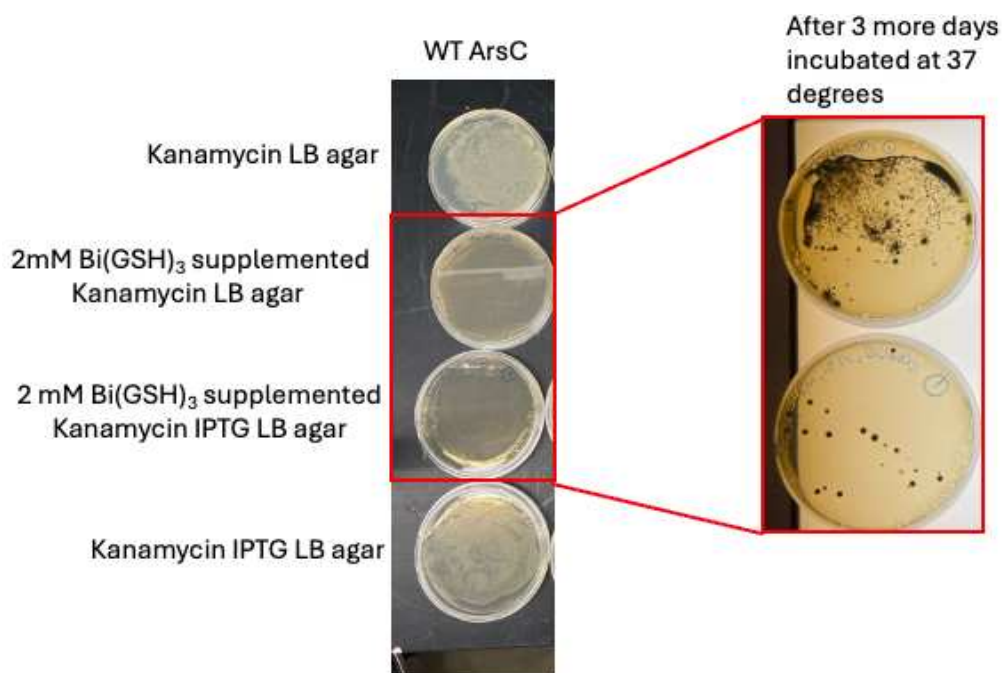 WT ArsC
After 3 more days
incubated at 37
degrees
Kanamycin LB agar
2mM Bi(GSH)₃ supplemented
Kanamycin LB agar
2 mM Bi(GSH)₃ supplemented
Kanamycin IPTG LB agar
Kanamycin IPTG LB agar